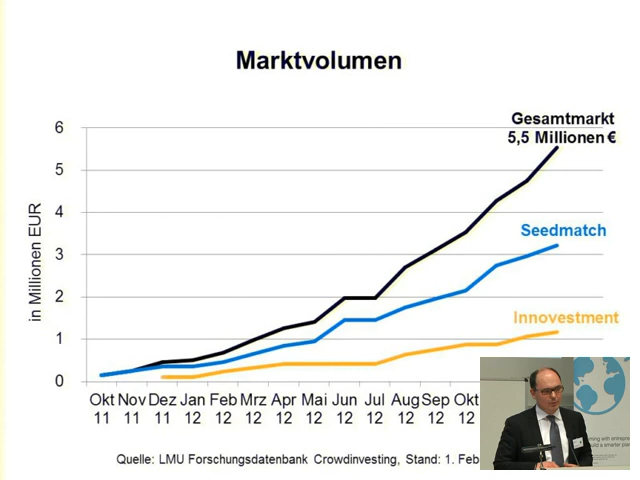 Marktvolumen
Gesamtmarkt
5,5 Millionen €
6
5
4
3
2
1
0
in Millionen EUR
Seedmatch
Innovestment
Okt Nov Dez Jan Feb Mrz Apr Mai Jun Jul Aug Sep Okt
11 11 11 12 12 12 12 12 12 12 12 12 12
Quelle: LMU Forschungsdatenbank Crowdinvesting, Stand: 1. Feb